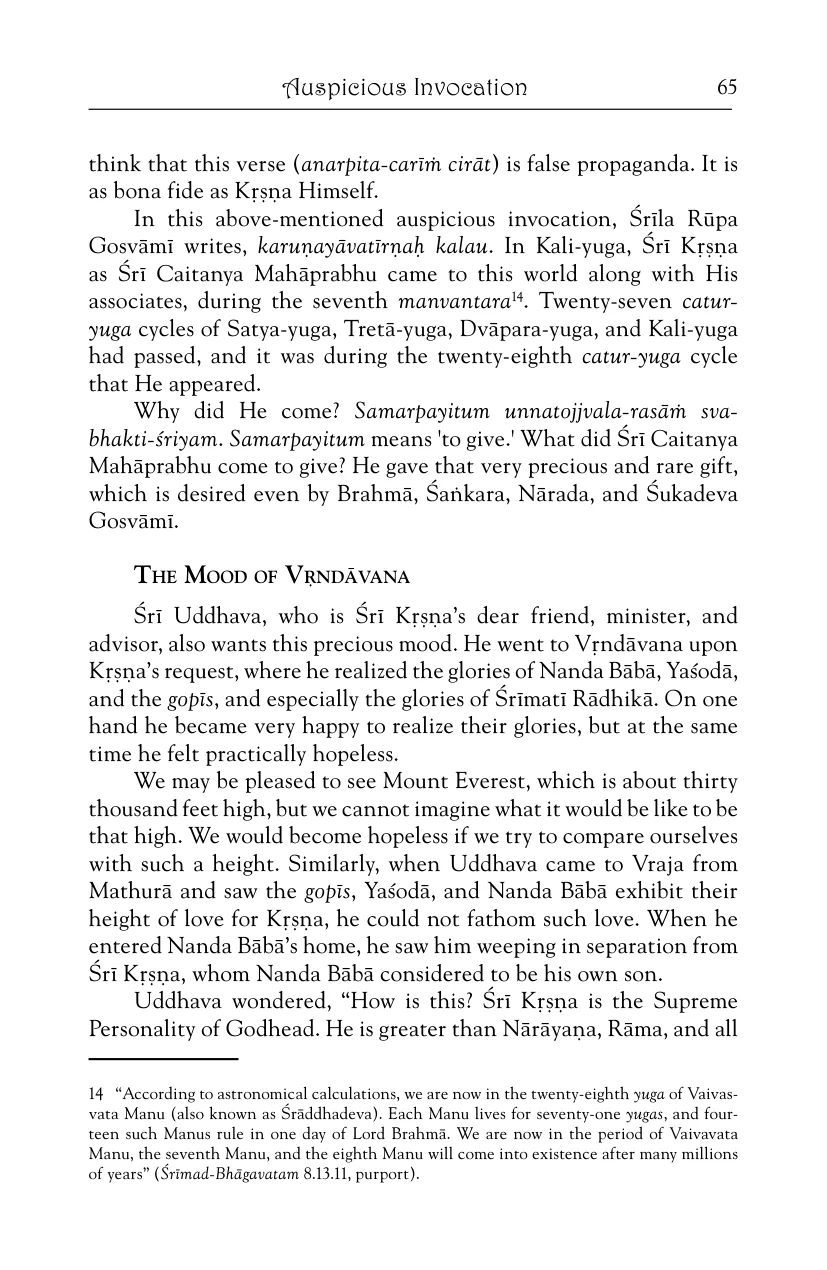 Auspicious Invocation 65
think that this verse (anarpita-carīṁ cirāt) is false propaganda. It is
as bona fide as Kṛṣṇa Himself.
In this above-mentioned auspicious invocation, Śrīla Rūpa
Gosvāmī writes, karuṇayāvatīrṇaḥ kalau. In Kali-yuga, Śrī Kṛṣṇa
as Śrī Caitanya Mahāprabhu came to this world along with His
associates, during the seventh manvantara¹⁴. Twenty-seven catur-
yuga cycles of Satya-yuga, Tretā-yuga, Dvāpara-yuga, and Kali-yuga
had passed, and it was during the twenty-eighth catur-yuga cycle
that He appeared.
Why did He come? Samarpayitum unnatojjvala-rasāṁ sva-
bhakti-śriyam. Samarpayitum means 'to give.' What did Śrī Caitanya
Mahāprabhu come to give? He gave that very precious and rare gift,
which is desired even by Brahmā, Śaṅkara, Nārada, and Śukadeva
Gosvāmī.
The Mood of Vṛndāvana
Śrī Uddhava, who is Śrī Kṛṣṇa’s dear friend, minister, and
advisor, also wants this precious mood. He went to Vṛndāvana upon
Kṛṣṇa’s request, where he realized the glories of Nanda Bābā, Yaśodā,
and the gopīs, and especially the glories of Śrīmatī Rādhikā. On one
hand he became very happy to realize their glories, but at the same
time he felt practically hopeless.
We may be pleased to see Mount Everest, which is about thirty
thousand feet high, but we cannot imagine what it would be like to be
that high. We would become hopeless if we try to compare ourselves
with such a height. Similarly, when Uddhava came to Vraja from
Mathurā and saw the gopīs, Yaśodā, and Nanda Bābā exhibit their
height of love for Kṛṣṇa, he could not fathom such love. When he
entered Nanda Bābā’s home, he saw him weeping in separation from
Śrī Kṛṣṇa, whom Nanda Bābā considered to be his own son.
Uddhava wondered, “How is this? Śrī Kṛṣṇa is the Supreme
Personality of Godhead. He is greater than Nārāyaṇa, Rāma, and all
14 “According to astronomical calculations, we are now in the twenty-eighth yuga of Vaivas-
vata Manu (also known as Śrāddhadeva). Each Manu lives for seventy-one yugas, and four-
teen such Manus rule in one day of Lord Brahmā. We are now in the period of Vaivavata
Manu, the seventh Manu, and the eighth Manu will come into existence after many millions
of years” (Śrīmad-Bhāgavatam 8.13.11, purport).